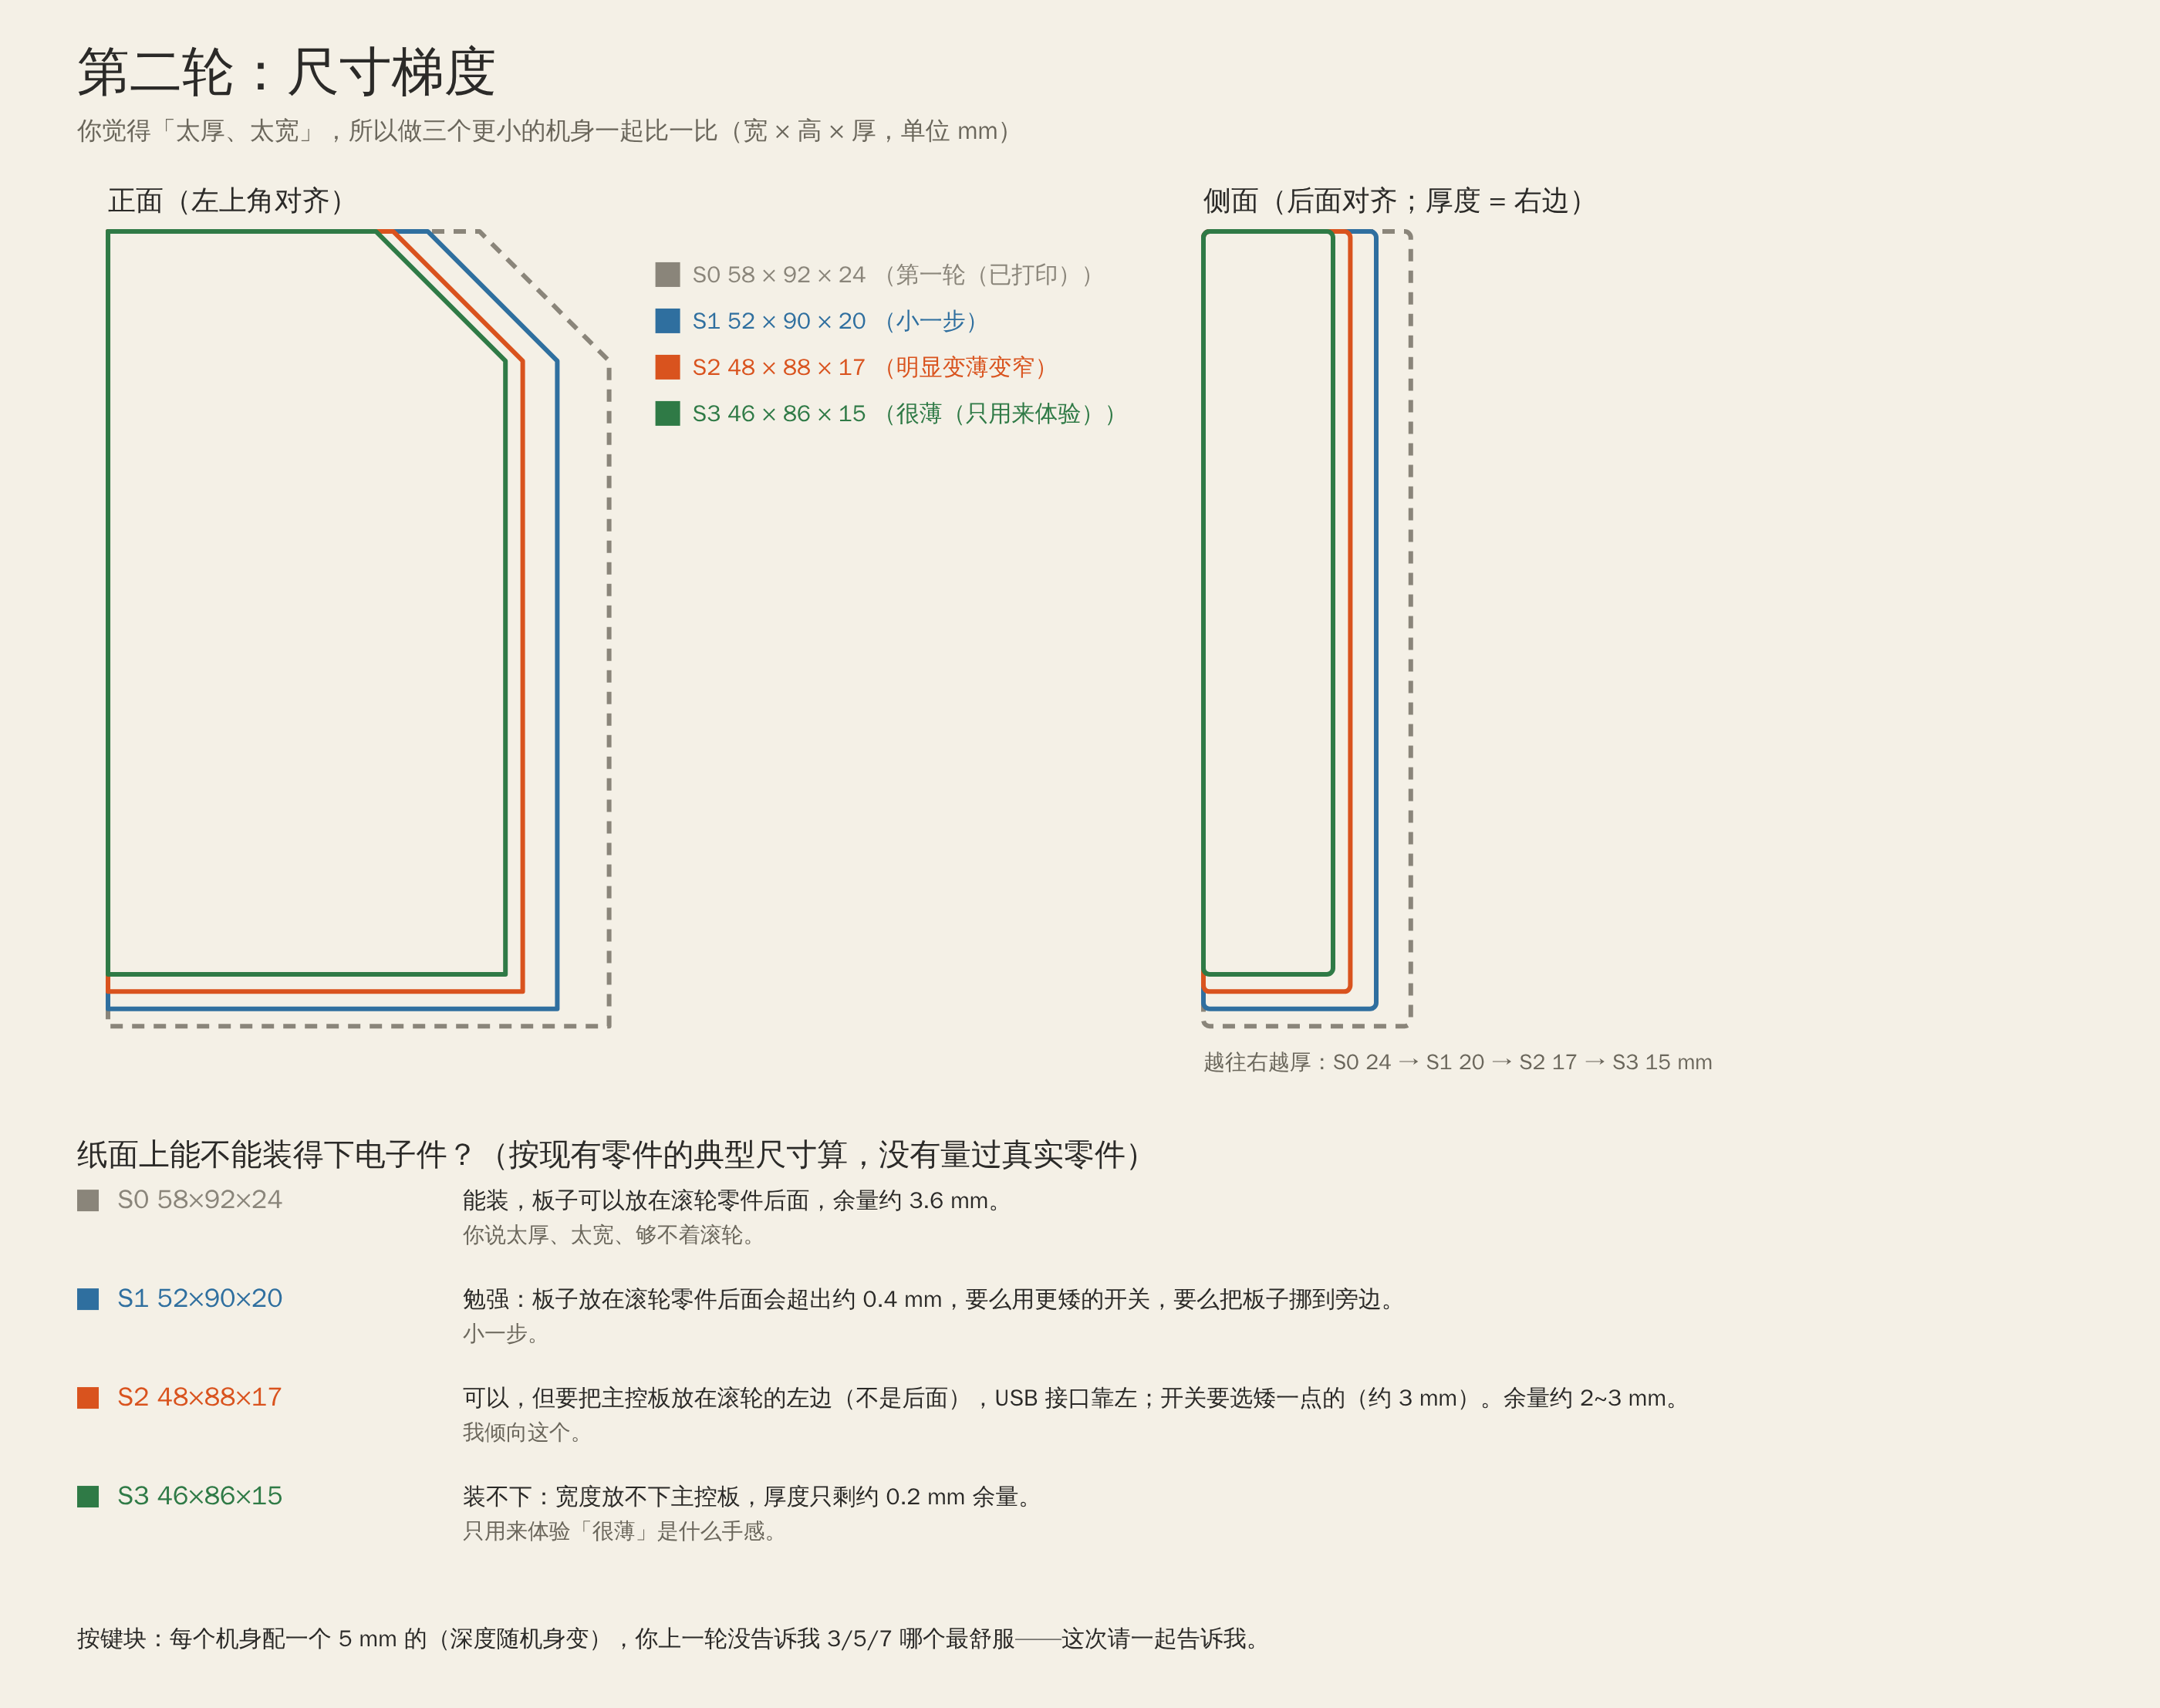 第二轮：尺寸梯度
你觉得「太厚、太宽」，所以做三个更小的机身一起比一比（宽 × 高 × 厚，单位 mm）
正面（左上角对齐）
S0 58 × 92 × 24 （第一轮（已打印））
S1 52 × 90 × 20 （小一步）
S2 48 × 88 × 17 （明显变薄变窄）
S3 46 × 86 × 15 （很薄（只用来体验））
侧面（后面对齐；厚度 = 右边）
越往右越厚：S0 24 → S1 20 → S2 17 → S3 15 mm
纸面上能不能装得下电子件？（按现有零件的典型尺寸算，没有量过真实零件）
S0 58×92×24
能装，板子可以放在滚轮零件后面，余量约 3.6 mm。
你说太厚、太宽、够不着滚轮。
S1 52×90×20
勉强：板子放在滚轮零件后面会超出约 0.4 mm，要么用更矮的开关，要么把板子挪到旁边。
小一步。
S2 48×88×17
可以，但要把主控板放在滚轮的左边（不是后面），USB 接口靠左；开关要选矮一点的（约 3 mm）。余量约 2~3 mm。
我倾向这个。
S3 46×86×15
装不下：宽度放不下主控板，厚度只剩约 0.2 mm 余量。
只用来体验「很薄」是什么手感。
按键块：每个机身配一个 5 mm 的（深度随机身变），你上一轮没告诉我 3/5/7 哪个最舒服——这次请一起告诉我。